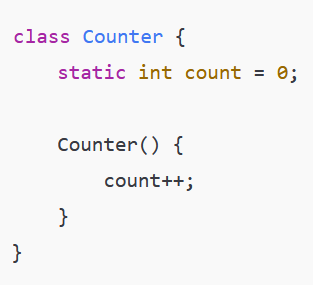 class Counter {
    static int count = 0;

    Counter() {
        count++;
    }
}